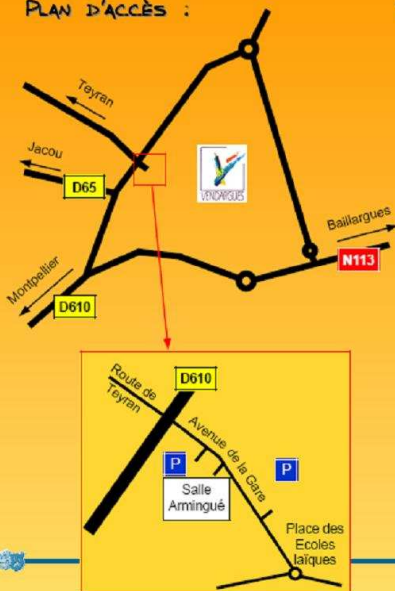 PLAN D'ACCÈS :
Teyran
Jacou
D65
VENDARGUES
Baillargues
N113
Montpellier
D610
D610
Route de
Teyran
Avenue de la Gare
P
P
Salle
Armingué
Place des
Ecoles
laïques